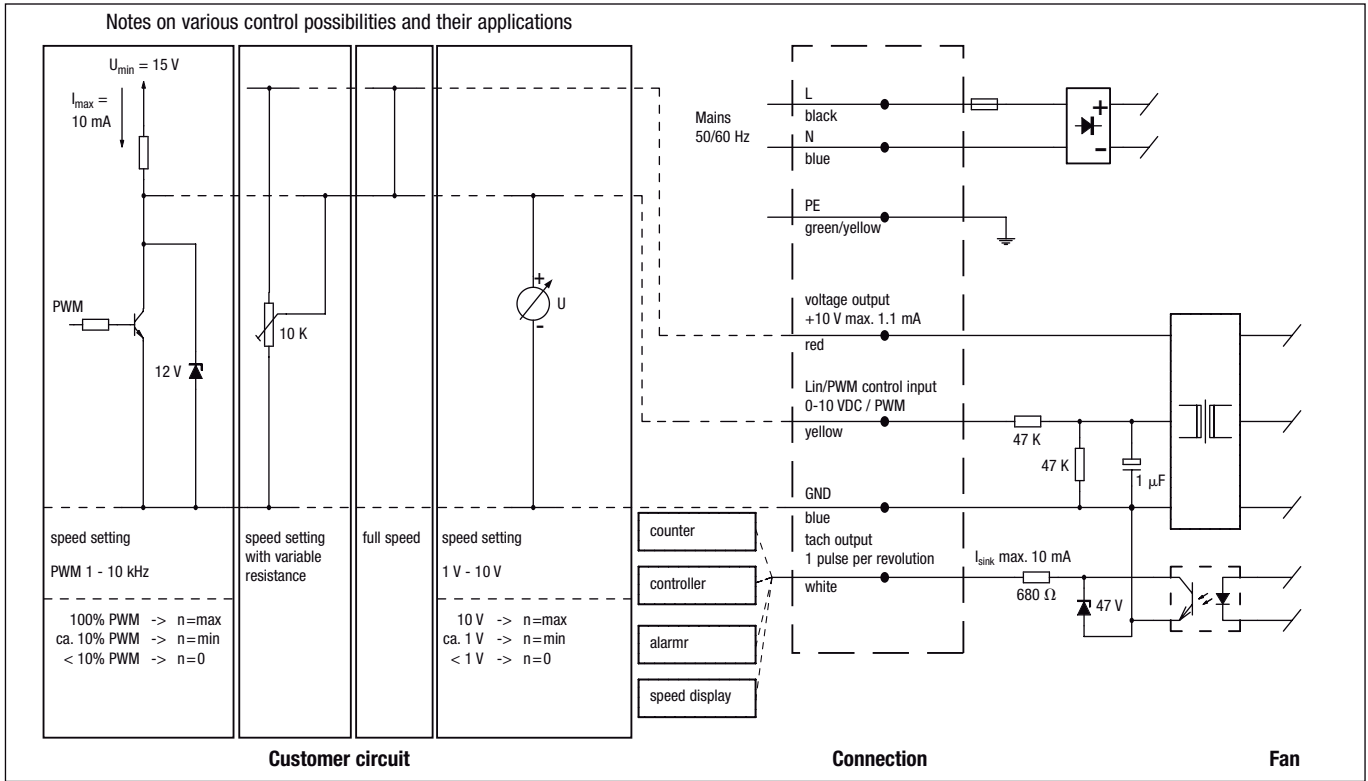 Notes on various control possibilities and their applications
Umin = 15 V
Imax =
10 mA
PWM
12 V
speed setting
PWM 1 - 10 kHz
100% PWM -> n=max
ca. 10% PWM -> n=min
< 10% PWM -> n=0
10 K
speed setting
with variable
resistance
full speed
+
U
-
speed setting
1 V - 10 V
10 V -> n=max
ca. 1 V -> n=min
< 1 V -> n=0
counter
controller
alarmr
speed display
Mains
50/60 Hz
L
black
N
blue
PE
green/yellow
voltage output
+10 V max. 1.1 mA
red
Lin/PWM control input
0-10 VDC / PWM
yellow
GND
blue
tach output
1 pulse per revolution
white
+
-
47 K
47 K
1 μF
Isink max. 10 mA
680 Ω
47 V
Customer circuit
Connection
Fan